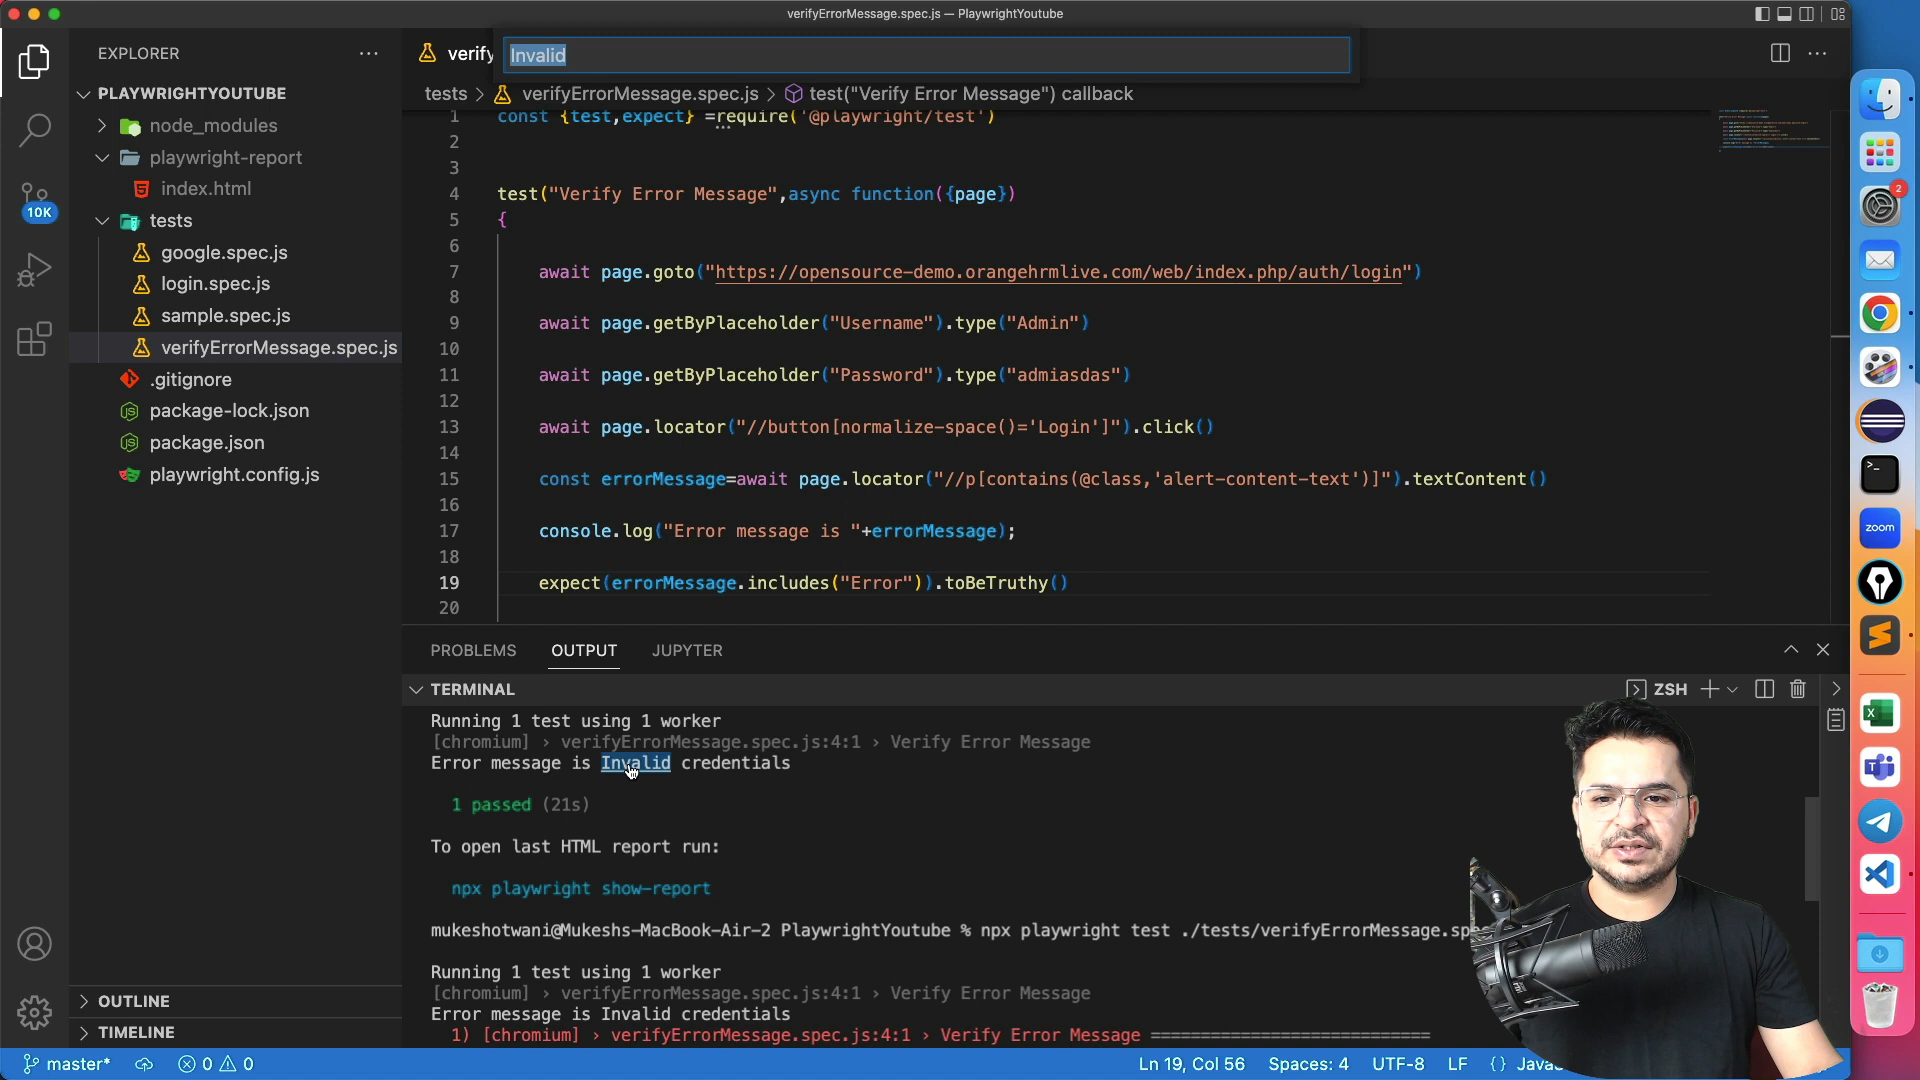 verifyErrorMessage.spec.js — PlaywrightYoutube
EXPLORER
verify
Invalid
PLAYWRIGHTYOUTUBE
tests > verifyErrorMessage.spec.js > test("Verify Error Message") callback
node_modules
playwright-report
index.html
10K
tests
google.spec.js
login.spec.js
sample.spec.js
verifyErrorMessage.spec.js
.gitignore
package-lock.json
package.json
playwright.config.js
1 const {test,expect} =require('@playwright/test')
2
3
4 test("Verify Error Message",async function({page})
5 {
6
7 await page.goto("https://opensource-demo.orangehrmlive.com/web/index.php/auth/login")
8
9 await page.getByPlaceholder("Username").type("Admin")
10
11 await page.getByPlaceholder("Password").type("admiasdas")
12
13 await page.locator("//button[normalize-space()='Login']").click()
14
15 const errorMessage=await page.locator("//p[contains(@class,'alert-content-text')]").textContent()
16
17 console.log("Error message is "+errorMessage);
18
19 expect(errorMessage.includes("Error")).toBeTruthy()
20
PROBLEMS OUTPUT JUPYTER
TERMINAL
ZSH
Running 1 test using 1 worker
[chromium] › verifyErrorMessage.spec.js:4:1 › Verify Error Message
Error message is Invalid credentials
1 passed (21s)
To open last HTML report run:
npx playwright show-report
mukeshotwani@Mukeshs-MacBook-Air-2 PlaywrightYoutube % npx playwright test ./tests/verifyErrorMessage.sp
Running 1 test using 1 worker
[chromium] › verifyErrorMessage.spec.js:4:1 › Verify Error Message
Error message is Invalid credentials
1) [chromium] › verifyErrorMessage.spec.js:4:1 › Verify Error Message ===========================
OUTLINE
TIMELINE
master* 0 0
Ln 19, Col 56 Spaces: 4 UTF-8 LF {} Javas
2
zoom